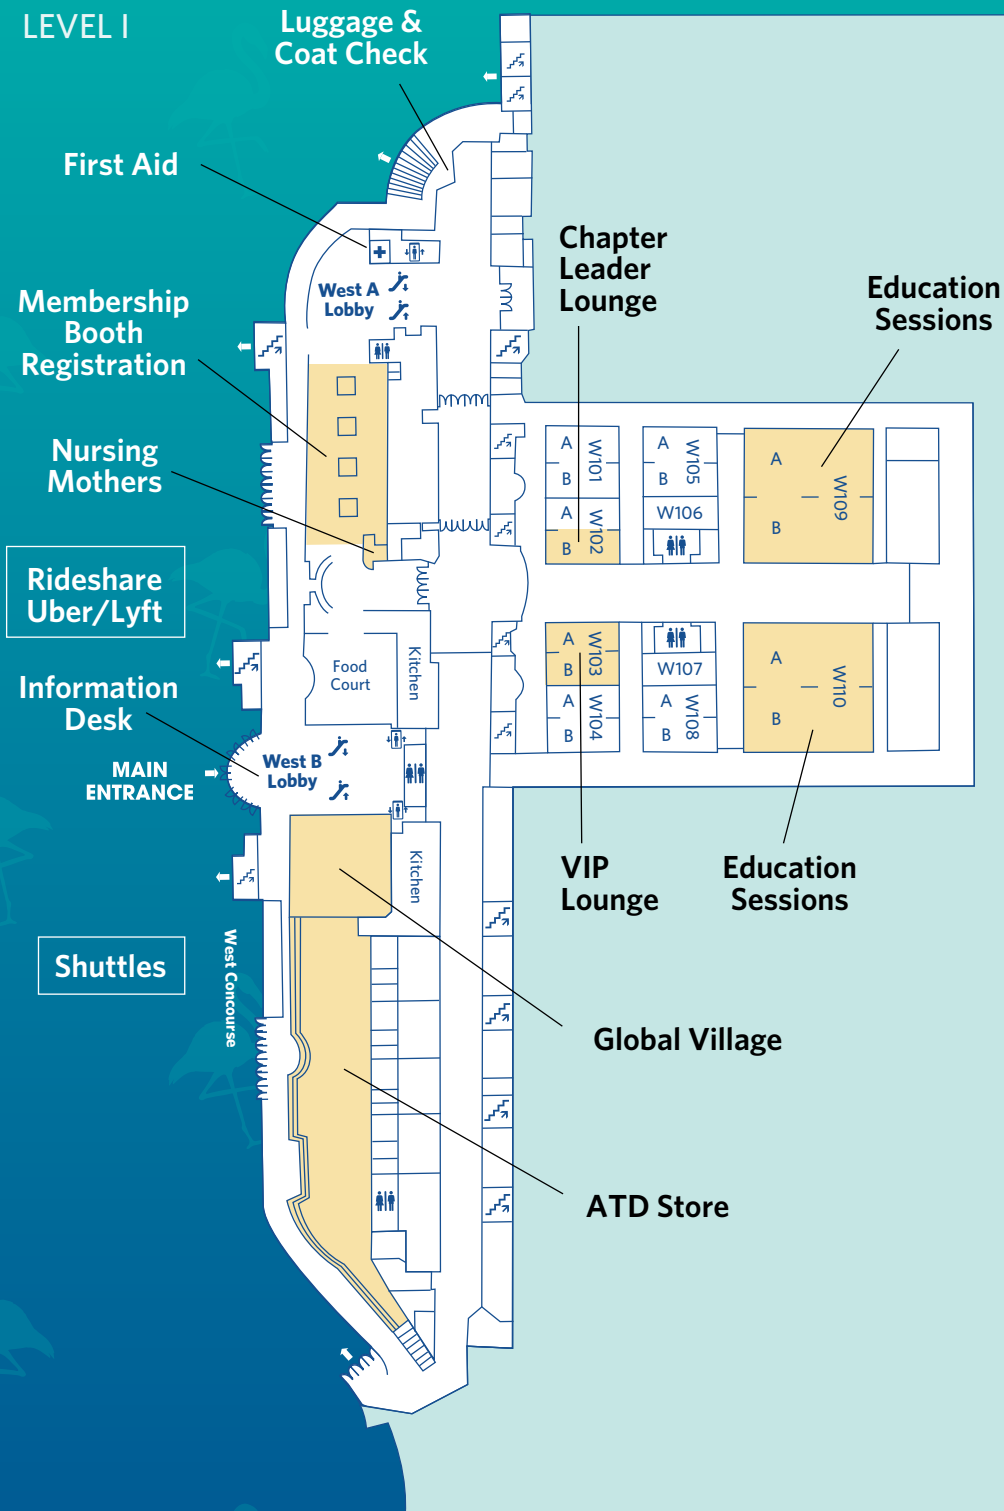 LEVEL I
Luggage &
Coat Check
First Aid
Chapter
Leader
Lounge
Education
Sessions
West A
Lobby
Membership
Booth
Registration
Nursing
Mothers
A
B
W101
A
B
W105
A
B
W102
W106
A
B
W109
Rideshare
Uber/Lyft
Food
Court
Kitchen
A
B
W103
A
B
W104
W107
A
B
W108
A
B
W110
Information
Desk
MAIN
ENTRANCE
West B
Lobby
Kitchen
VIP
Lounge
Education
Sessions
Shuttles
West Concourse
Global Village
ATD Store